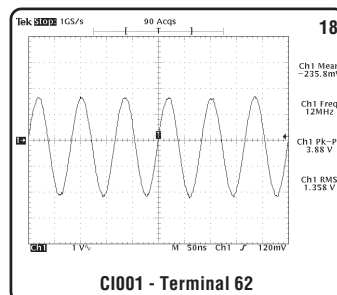 Tek Stop: 1GS/s 90 Acqs
18
[ T ]
Ch1 Mean
-235.8mV
Ch1 Freq
12MHz
Ch1 Pk-P
3.88 V
Ch1 RMS
1.358 V
T
1
Ch1 1 V M 50ns Ch1 120mV
CI001 - Terminal 62